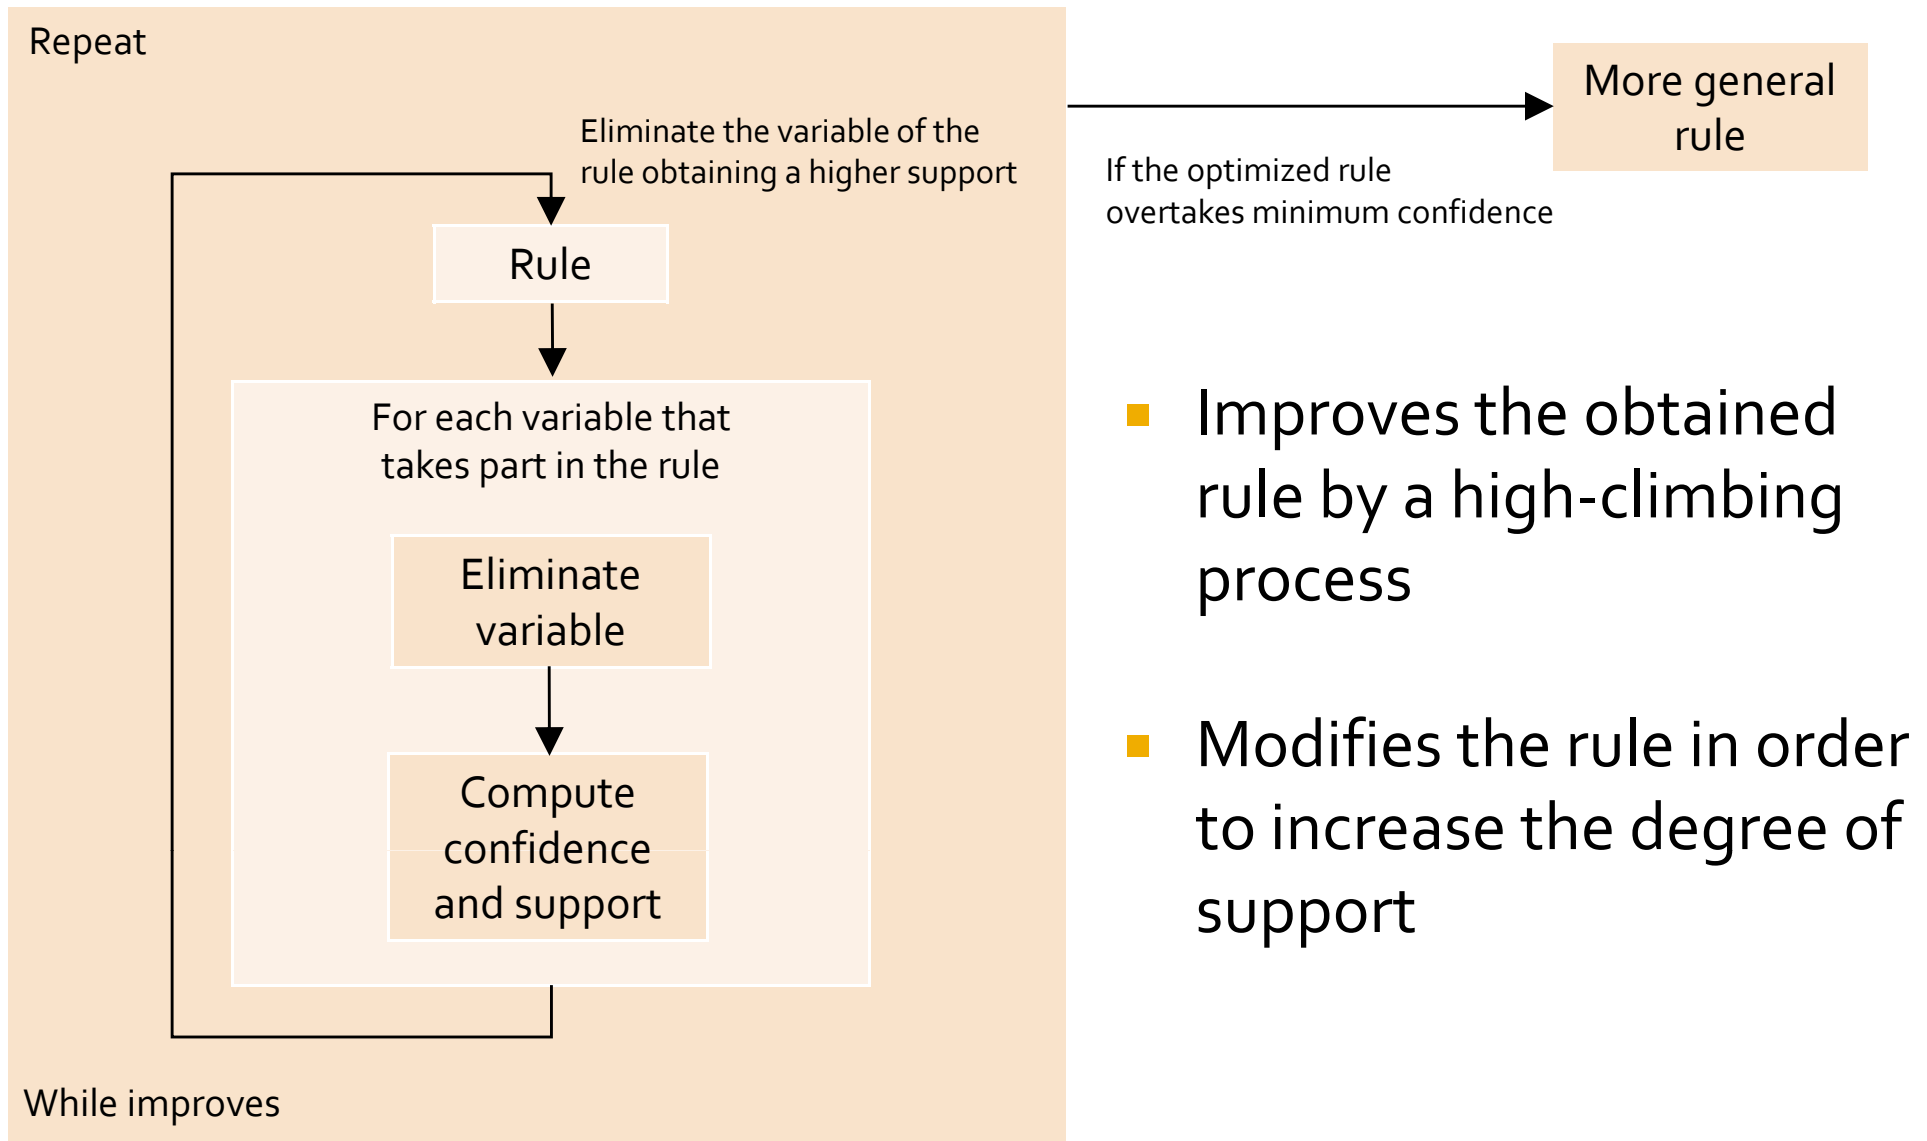 Repeat
Eliminate the variable of the
rule obtaining a higher support
Rule
For each variable that
takes part in the rule
Eliminate
variable
Compute
confidence
and support
While improves
More general
rule
If the optimized rule
overtakes minimum confidence
Improves the obtained
rule by a high-climbing
process
Modifies the rule in order
to increase the degree of
support